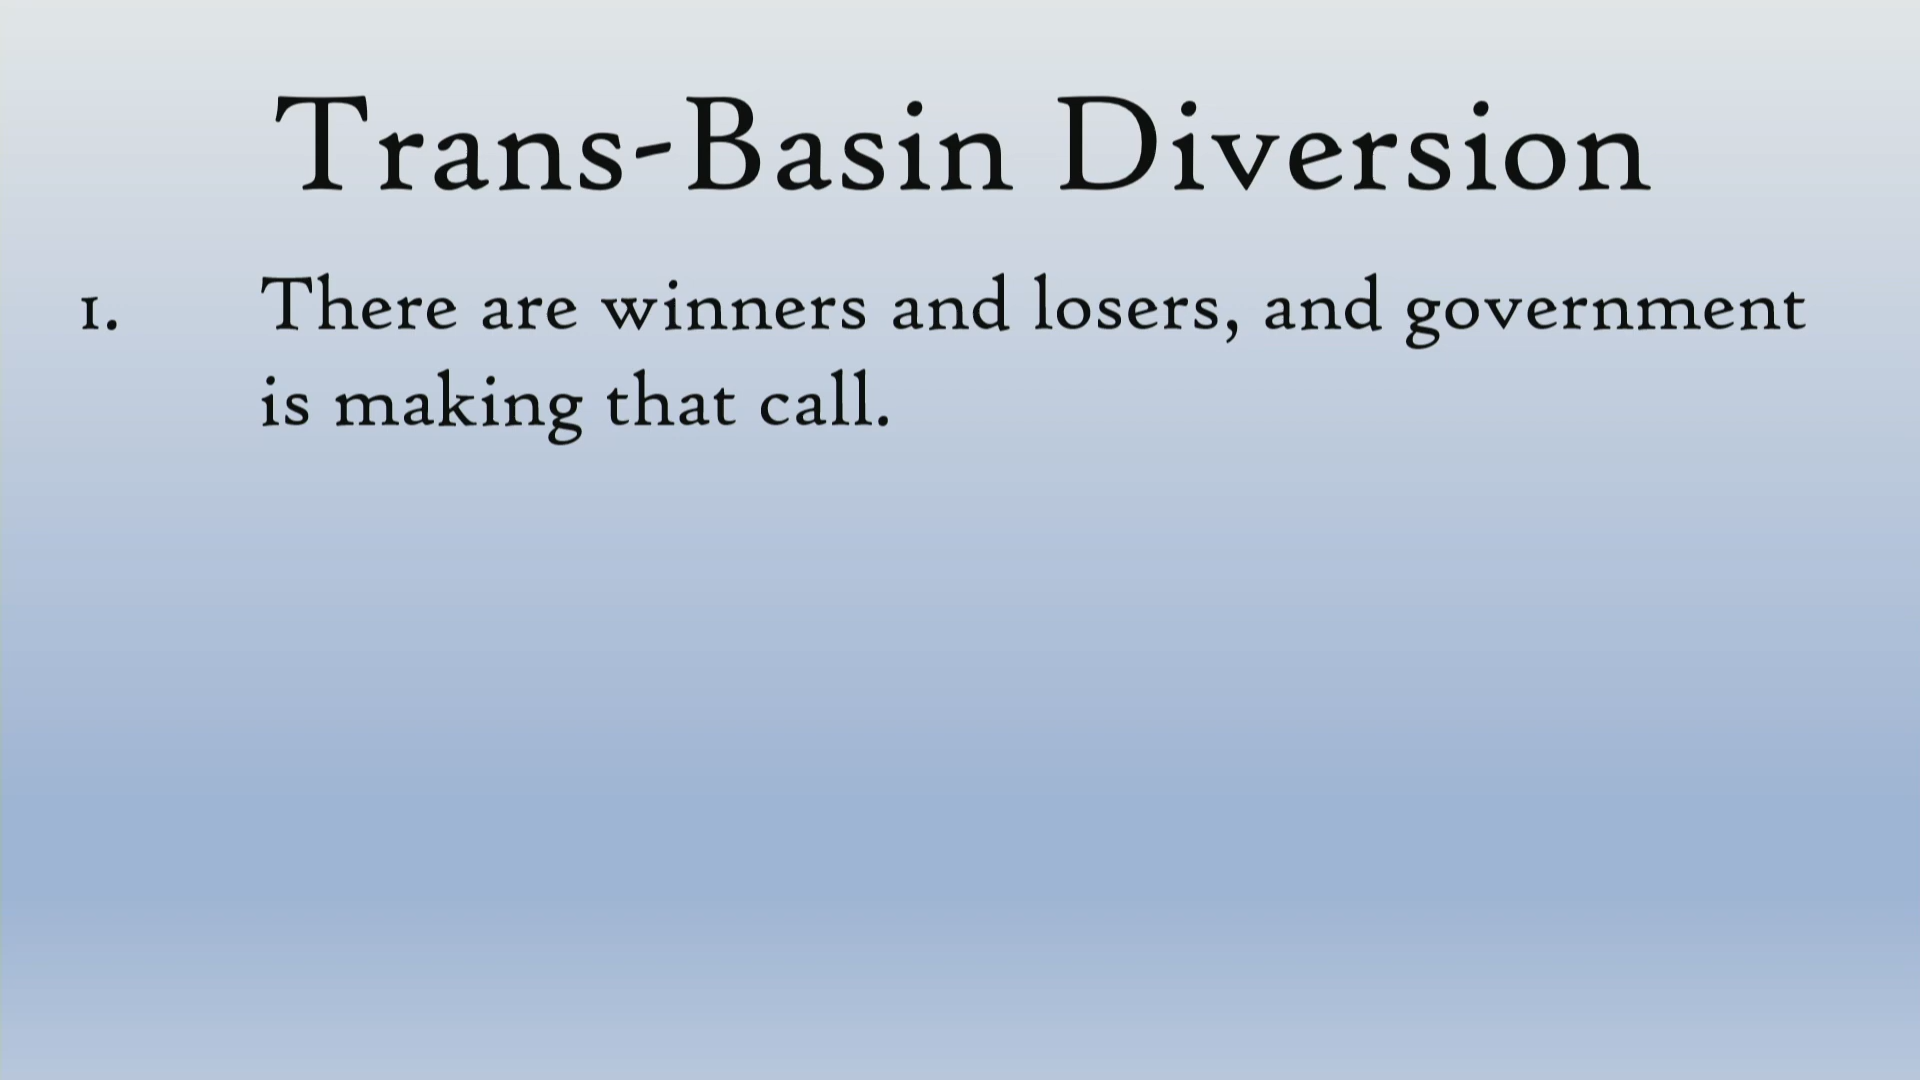 Trans-Basin Diversion
1. There are winners and losers, and government
is making that call.